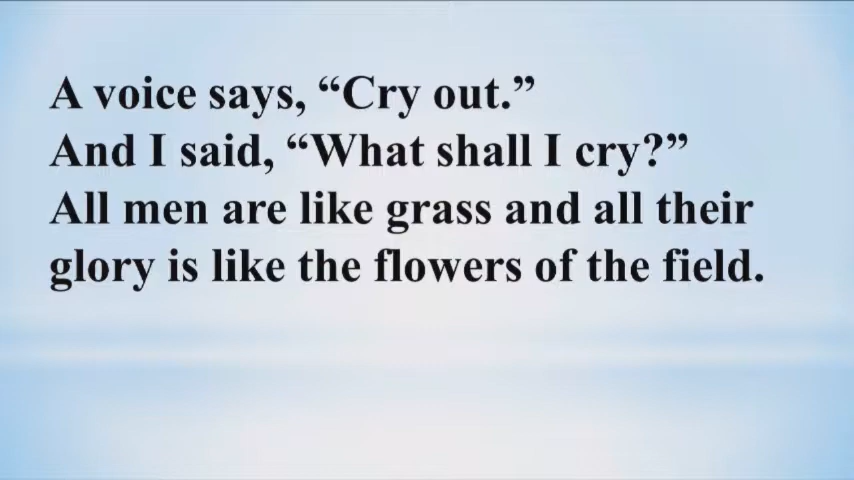 A voice says, “Cry out.”
And I said, “What shall I cry?”
All men are like grass and all their
glory is like the flowers of the field.